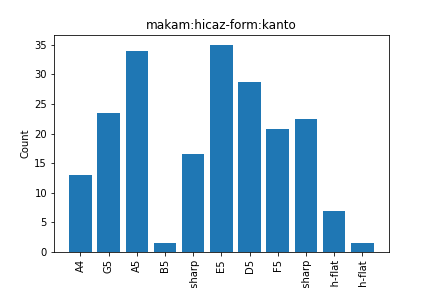 makam:hicaz-form:kanto
Count
35
30
25
20
15
10
5
0
A4
G5
A5
B5
sharp
E5
D5
F5
sharp
h-flat
h-flat